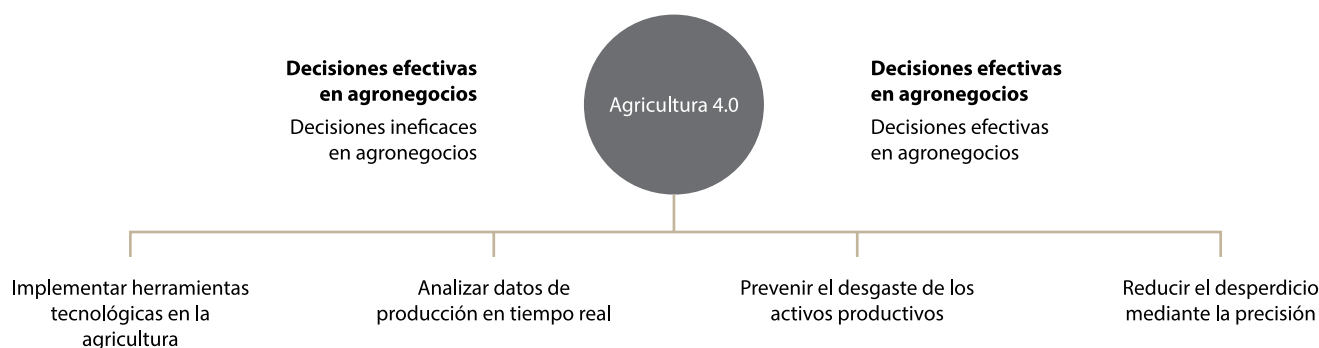 Decisiones efectivas
en agronegocios
Decisiones ineficaces
en agronegocios
Agricultura 4.0
Decisiones efectivas
en agronegocios
Decisiones efectivas
en agronegocios
Implementar herramientas
tecnológicas en la
agricultura
Analizar datos de
producción en tiempo real
Prevenir el desgaste de los
activos productivos
Reducir el desperdicio
mediante la precisión